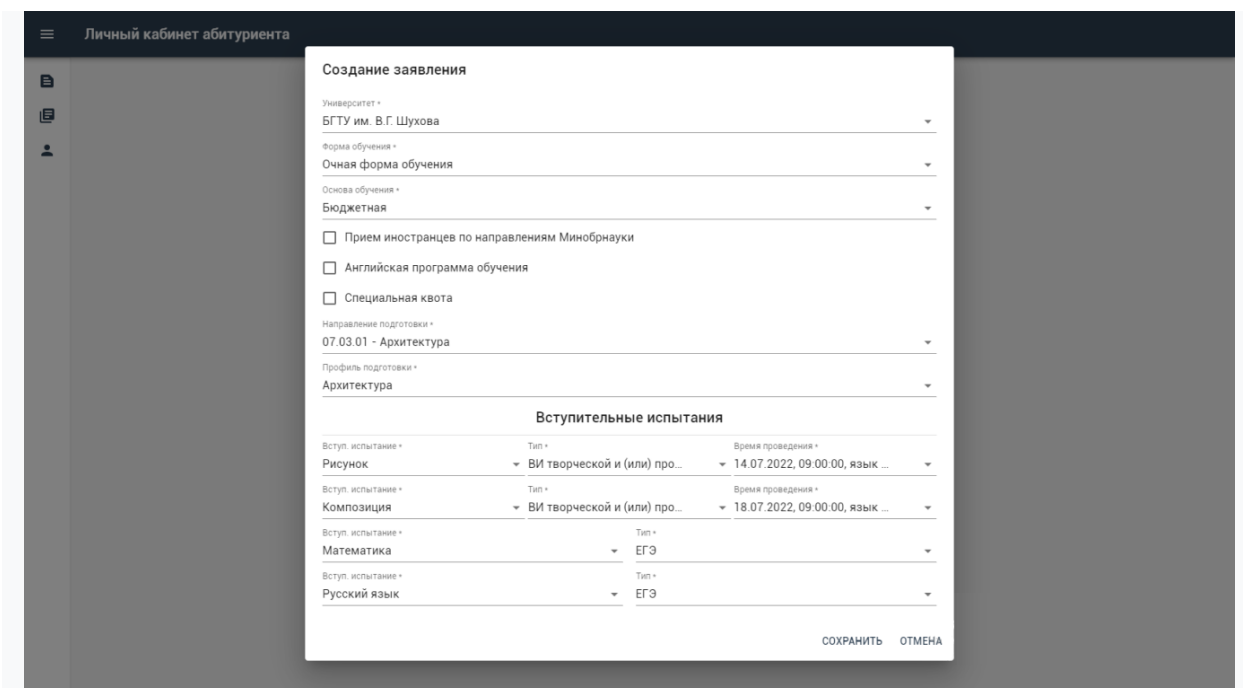 Личный кабинет абитуриента
Создание заявления
Университет *
БГТУ им. В.Г. Шухова
Форма обучения *
Очная форма обучения
Основа обучения *
Бюджетная
Прием иностранцев по направлениям Минобрнауки
Английская программа обучения
Специальная квота
Направление подготовки *
07.03.01 - Архитектура
Профиль подготовки *
Архитектура
Вступительные испытания
Вступ. испытание * Тип * Время проведения *
Рисунок ВИ творческой и (или) про... 14.07.2022, 09:00:00, язык ...
Вступ. испытание * Тип * Время проведения *
Композиция ВИ творческой и (или) про... 18.07.2022, 09:00:00, язык ...
Вступ. испытание * Тип *
Математика ЕГЭ
Вступ. испытание * Тип *
Русский язык ЕГЭ
СОХРАНИТЬ ОТМЕНА